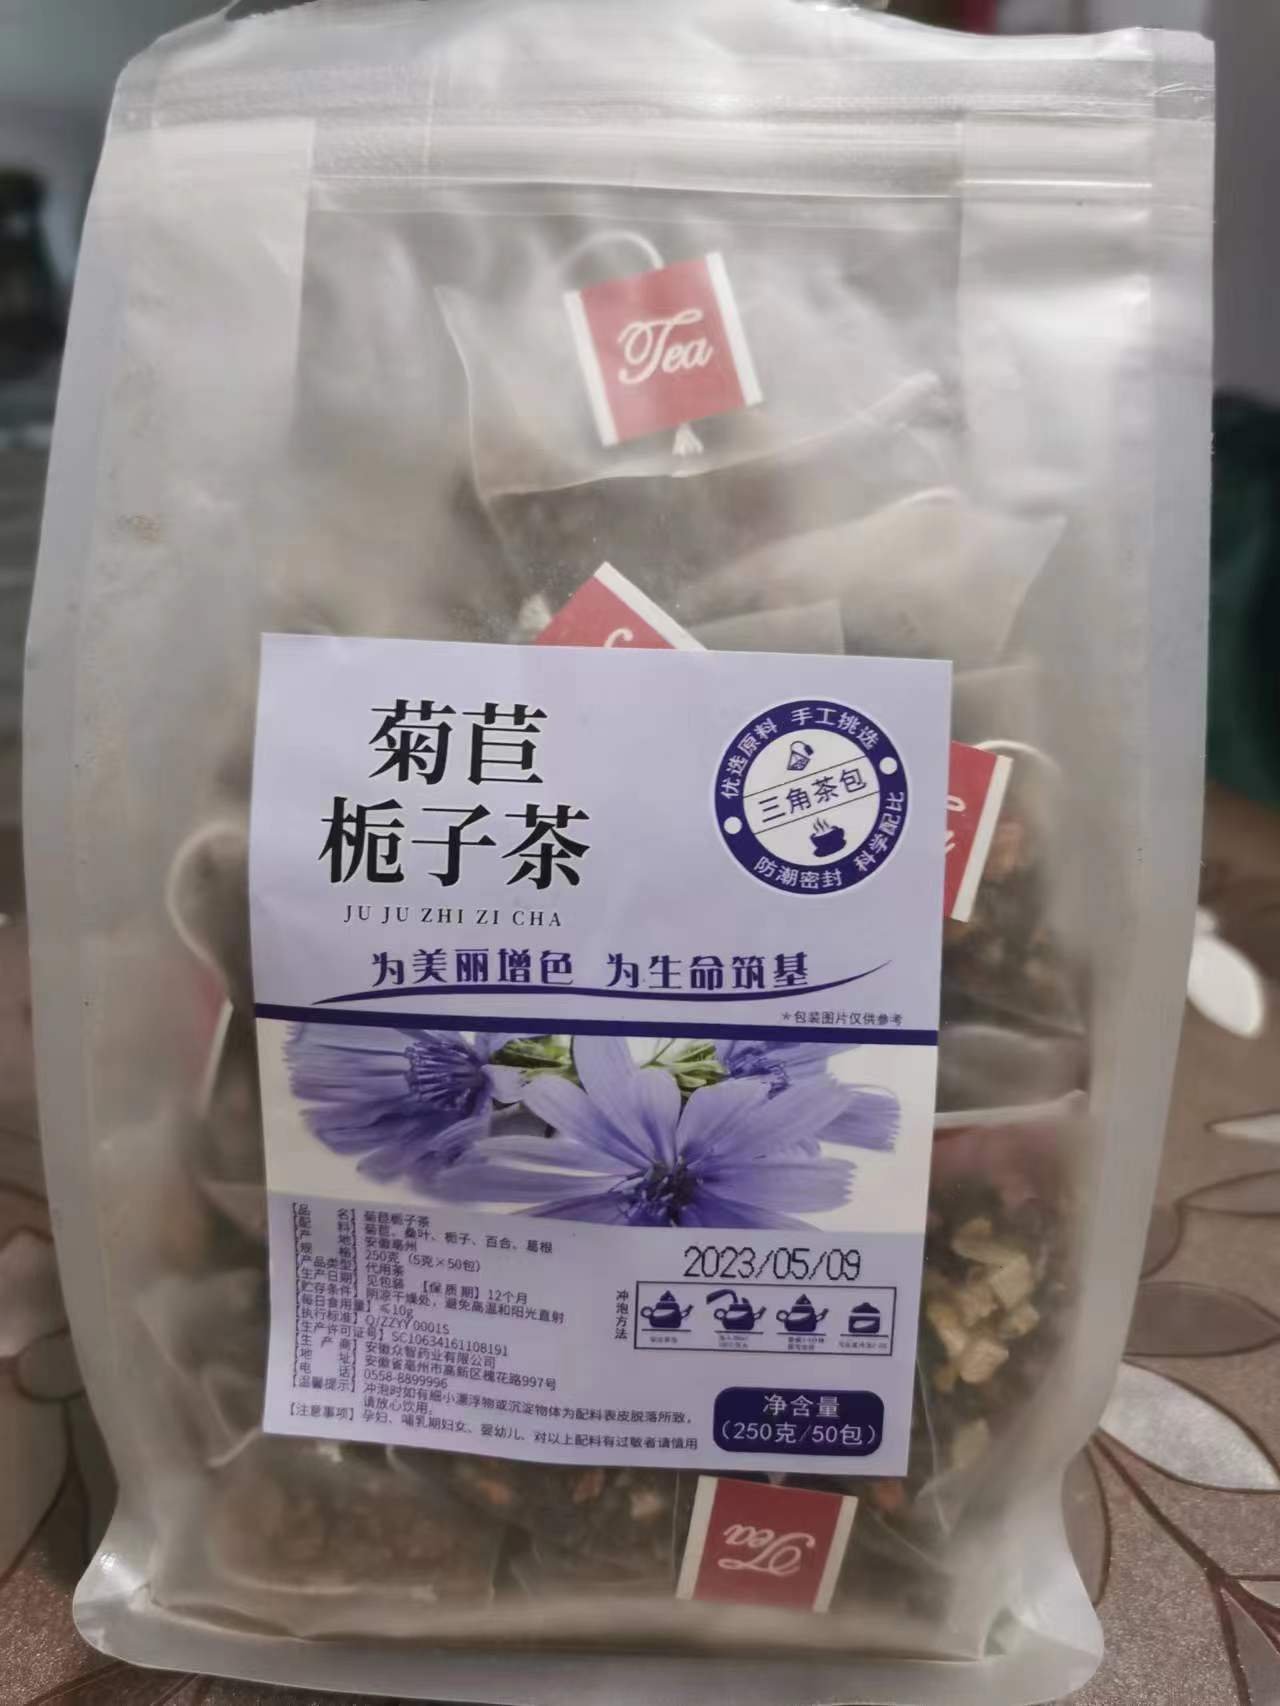 Tea
菊苣
栀子茶
JU JU ZHI ZI CHA
为美丽增色 为生命筑基
*包装图片仅供参考
优选原料 手工挑选
三角茶包
防潮密封 科学配比
【品 名】菊苣栀子茶
【配 料】菊苣、桑叶、栀子、百合、葛根
【产 地】安徽亳州
【规 格】250克（5克×50包）
【产品类型】代用茶
【生产日期】见包装 【保质期】12个月
【贮存条件】阴凉干燥处，避免高温和阳光直射
【每日食用量】≤10g
【执行标准】Q/ZZYY 0001S
【生产许可证号】SC10634161108191
【生 产 商】安徽众智药业有限公司
【地 址】安徽省亳州市高新区槐花路997号
【电 话】0558-8899996
【温馨提示】冲泡时如有细小漂浮物或沉淀物体为配料表皮脱落所致，
请放心饮用。
【注意事项】孕妇、哺乳期妇女、婴幼儿、对以上配料有过敏者请慎用
2023/05/09
冲泡方法
净含量
（250克/50包）
Tea